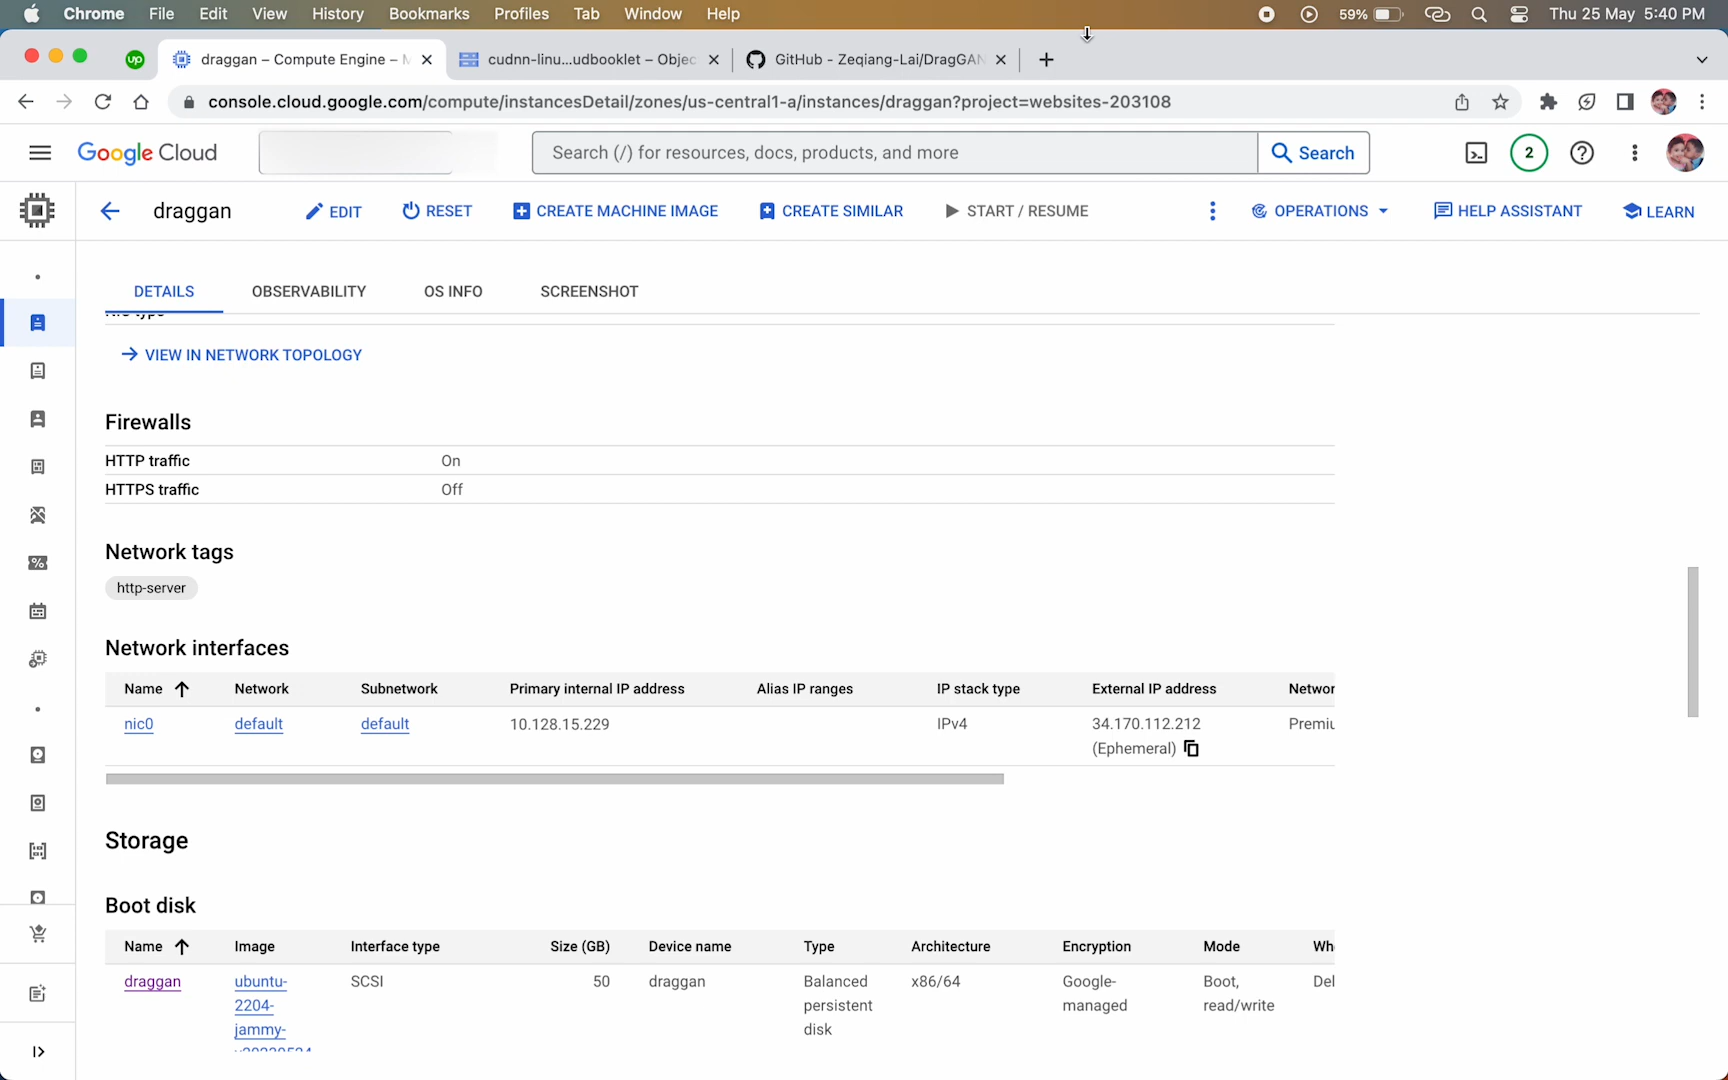 Chrome File Edit View History Bookmarks Profiles Tab Window Help 59% Thu 25 May 5:40 PM
up draggan – Compute Engine – M cudnn-linu...udbooklet – Objec GitHub - Zeqiang-Lai/DragGAN
console.cloud.google.com/compute/instancesDetail/zones/us-central1-a/instances/draggan?project=websites-203108
Google Cloud Search (/) for resources, docs, products, and more Search 2
draggan EDIT RESET CREATE MACHINE IMAGE CREATE SIMILAR START / RESUME OPERATIONS HELP ASSISTANT LEARN
DETAILS OBSERVABILITY OS INFO SCREENSHOT
VIEW IN NETWORK TOPOLOGY
Firewalls
HTTP traffic On
HTTPS traffic Off
Network tags
http-server
Network interfaces
Name Network Subnetwork Primary internal IP address Alias IP ranges IP stack type External IP address Networ
nic0 default default 10.128.15.229 IPv4 34.170.112.212 Premiu
(Ephemeral)
Storage
Boot disk
Name Image Interface type Size (GB) Device name Type Architecture Encryption Mode Wh
draggan ubuntu- SCSI 50 draggan Balanced x86/64 Google- Boot, Del
2204- persistent managed read/write
jammy- disk